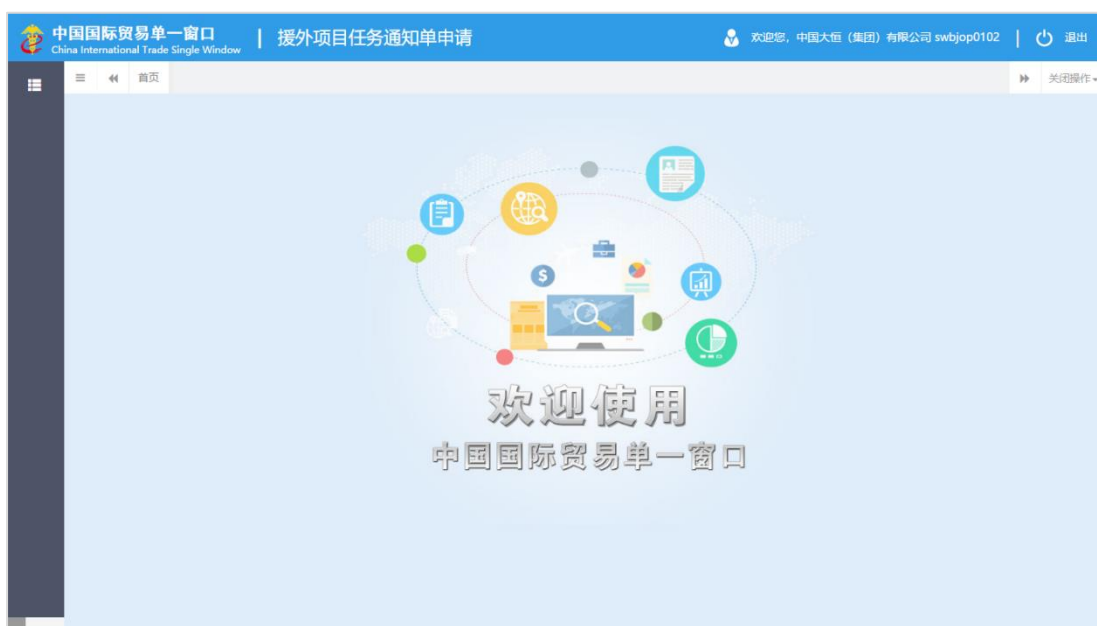 中国国际贸易单一窗口
China International Trade Single Window
援外项目任务通知单申请
欢迎您，中国大恒（集团）有限公司 swbjop0102
退出
首页
关闭操作
$
欢迎使用
中国国际贸易单一窗口